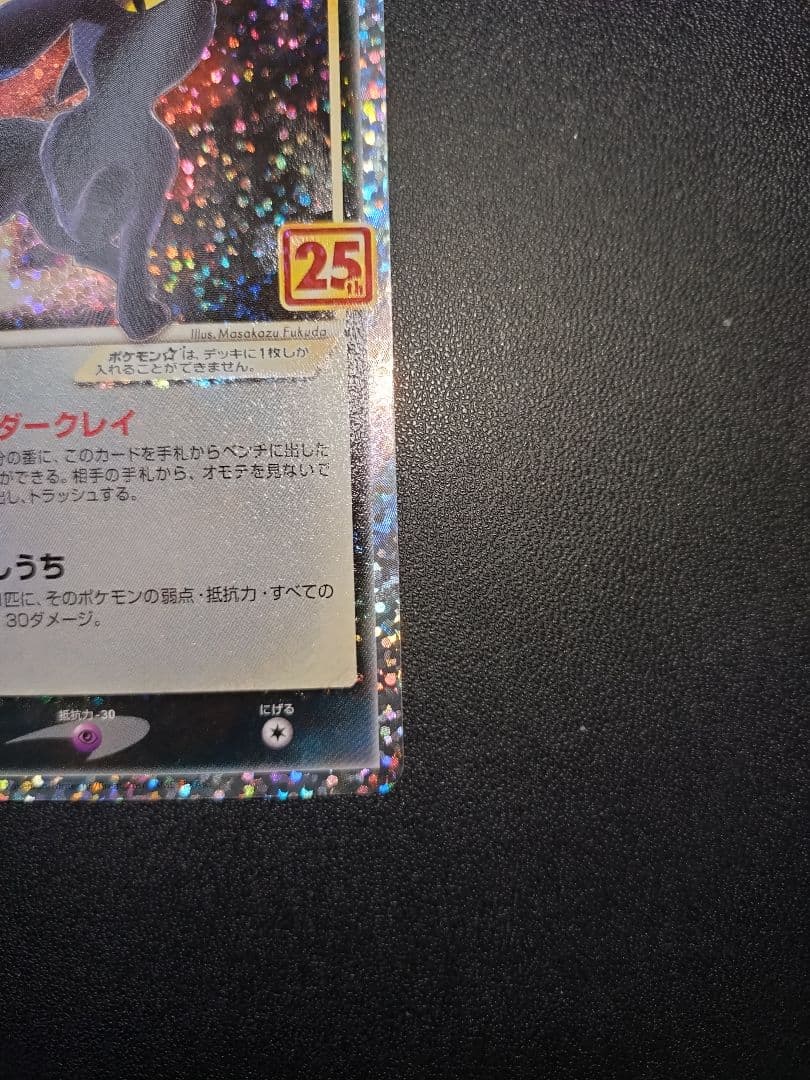 25th
Illus. Masakazu Fukuda
ポケモン☆は、デッキに1枚しか
入れることができません。
ダークレイ
分の番に、このカードを手札からベンチに出した
ができる。相手の手札から、オモテを見ないで
出し、トラッシュする。
しうち
1匹に、そのポケモンの弱点・抵抗力・すべての
30ダメージ。
抵抗力 -30
にげる